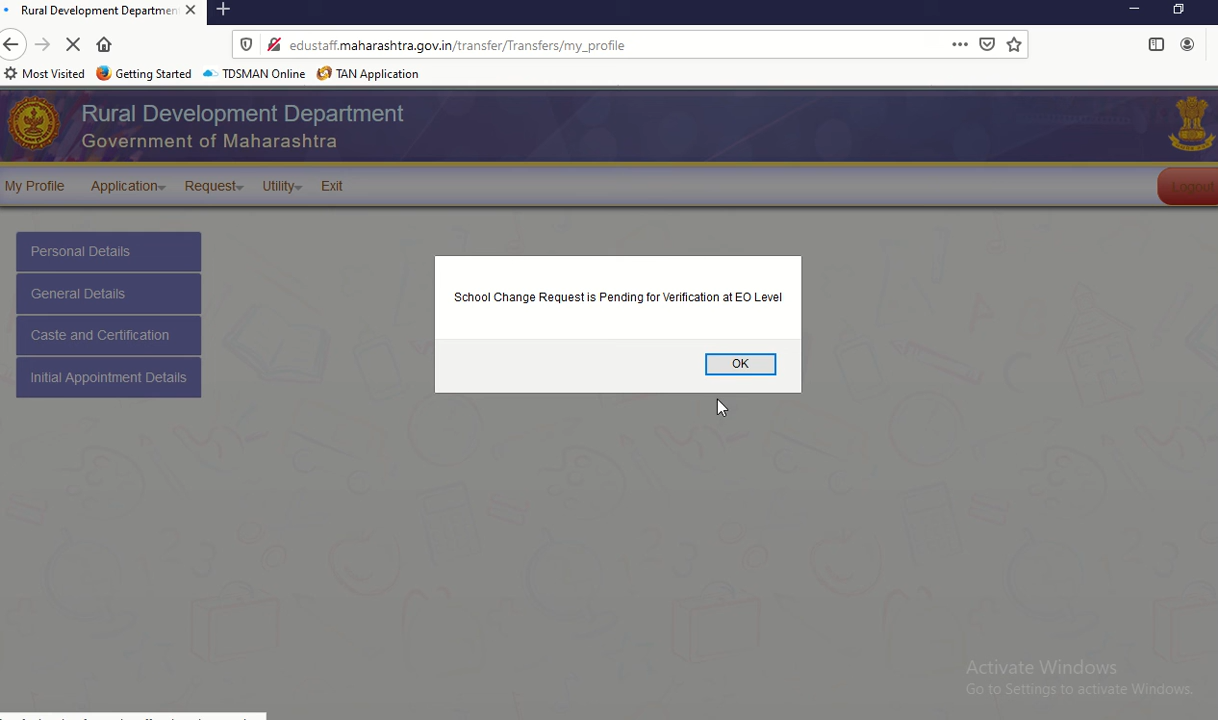 Rural Development Departmen
edustaff.maharashtra.gov.in/transfer/Transfers/my_profile
Most Visited Getting Started TDSMAN Online TAN Application
Rural Development Department
Government of Maharashtra
My Profile Application Request Utility Exit Logout
Personal Details
General Details
Caste and Certification
Initial Appointment Details
School Change Request is Pending for Verification at EO Level
OK
Activate Windows
Go to Settings to activate Windows.